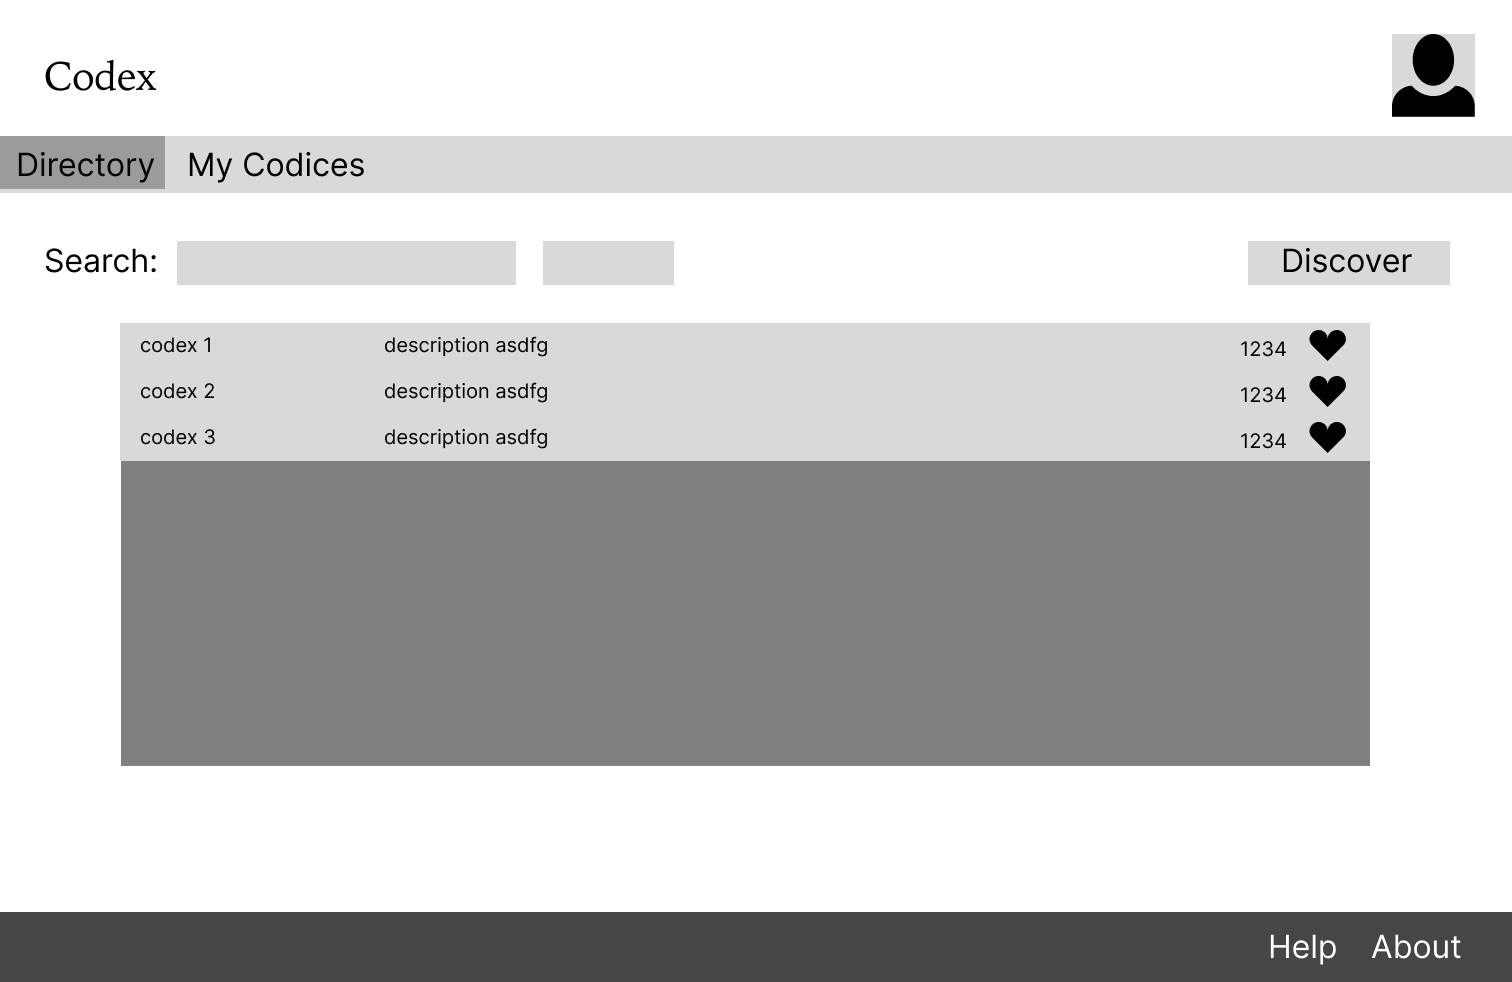 Codex
Directory My Codices
Search: Discover
codex 1 description asdfg 1234
codex 2 description asdfg 1234
codex 3 description asdfg 1234
Help About